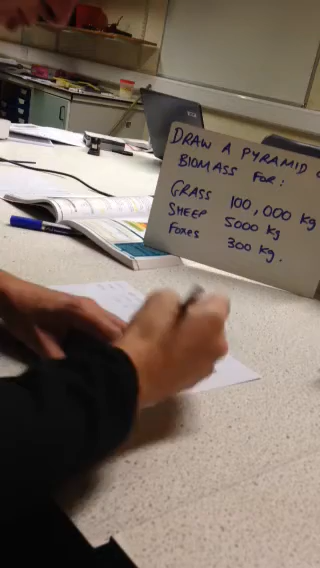 DRAW A PYRAMID
BIOMASS FOR:
GRASS 100,000 kg
SHEEP 5000 kg
FOXES 300 kg.